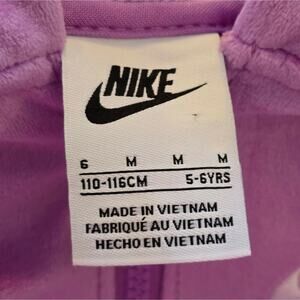 NIKE
6 M M M
110-116CM 5-6YRS
MADE IN VIETNAM
FABRIQUÉ AU VIETNAM
HECHO EN VIETNAM